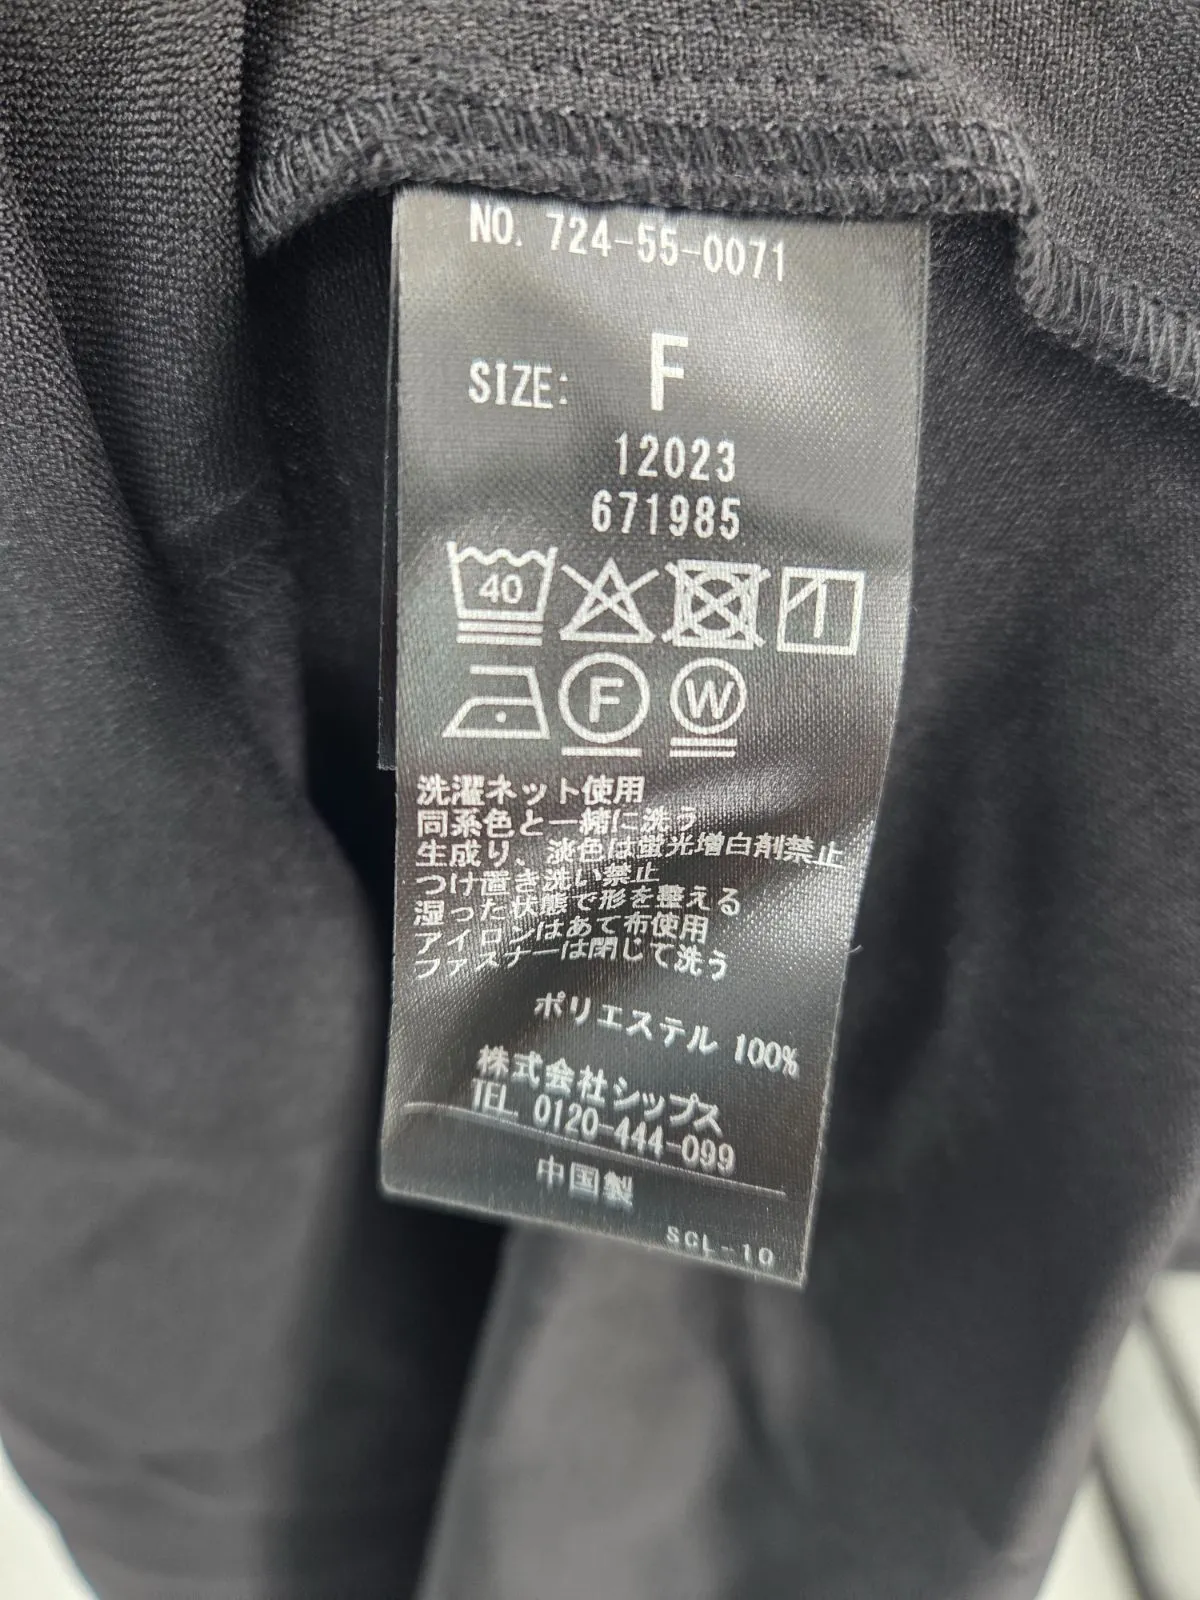 NO. 724-55-0071
SIZE: F
12023
671985
40
F W
洗濯ネット使用
同系色と一緒に洗う
生成り、淡色は蛍光増白剤禁止
つけ置き洗い禁止
湿った状態で形を整える
アイロンはあて布使用
ファスナーは閉じて洗う
ポリエステル 100%
株式会社シップス
TEL 0120-444-099
中国製
SCL-10